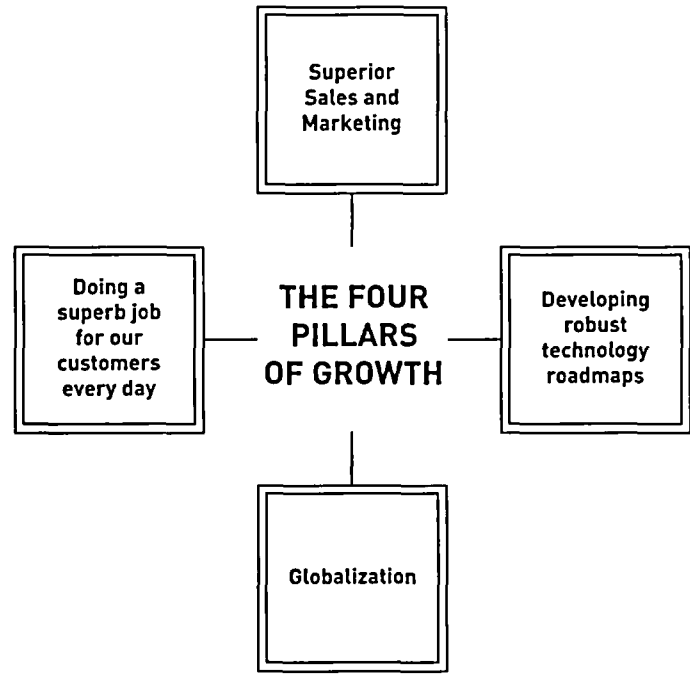 Superior
Sales and
Marketing
Doing a
superb job
for our
customers
every day
THE FOUR
PILLARS
OF GROWTH
Developing
robust
technology
roadmaps
Globalization